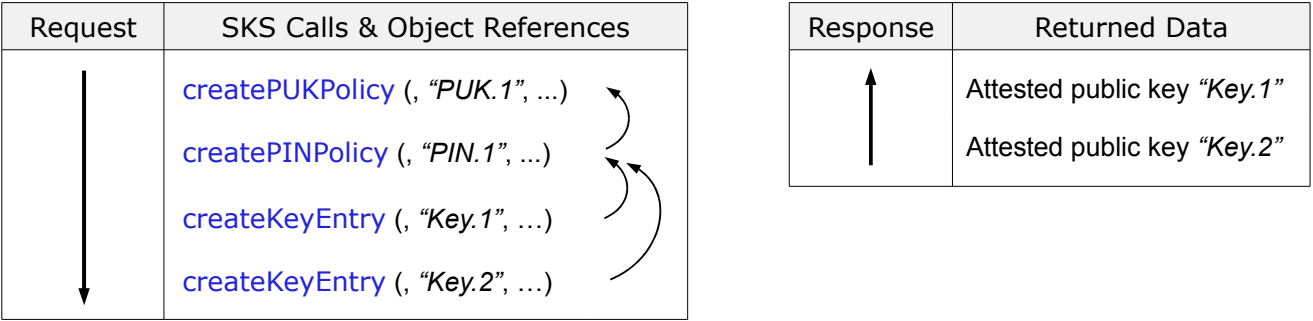 Request SKS Calls & Object References
createPUKPolicy (, “PUK.1”, ...)
createPINPolicy (, “PIN.1”, ...)
createKeyEntry (, “Key.1”, …)
createKeyEntry (, “Key.2”, …)
Response Returned Data
Attested public key “Key.1”
Attested public key “Key.2”